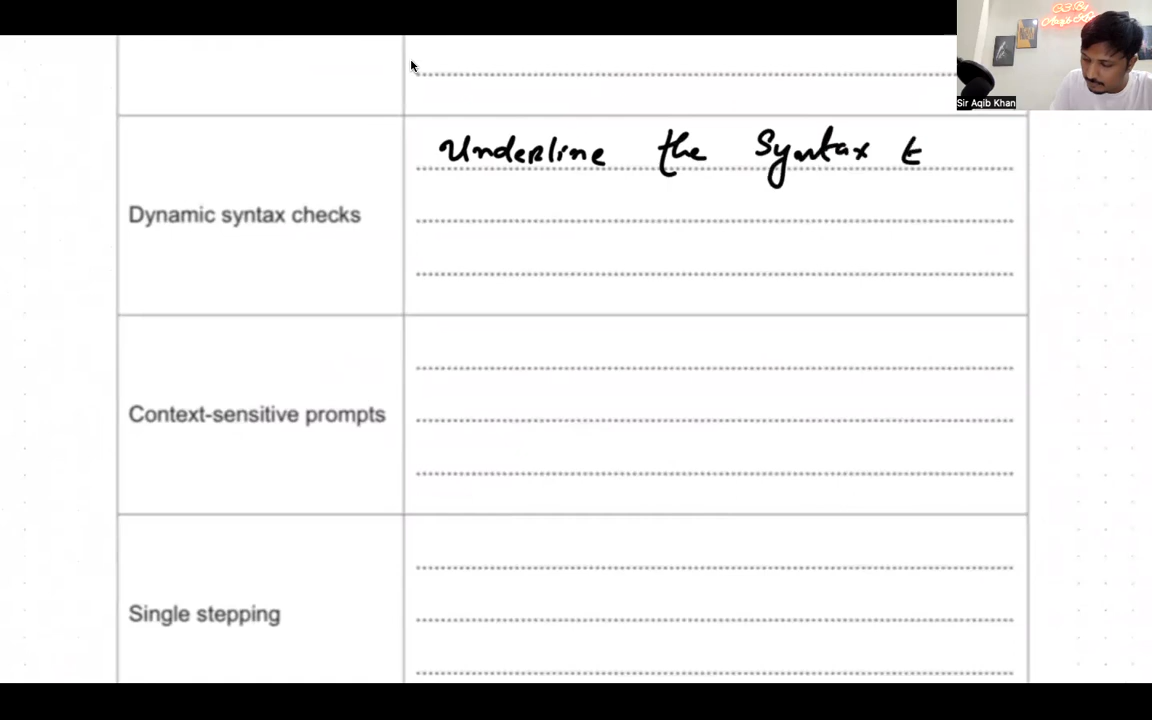 Sir Aqib Khan
Underline the Syntax E
Dynamic syntax checks
Context-sensitive prompts
Single stepping